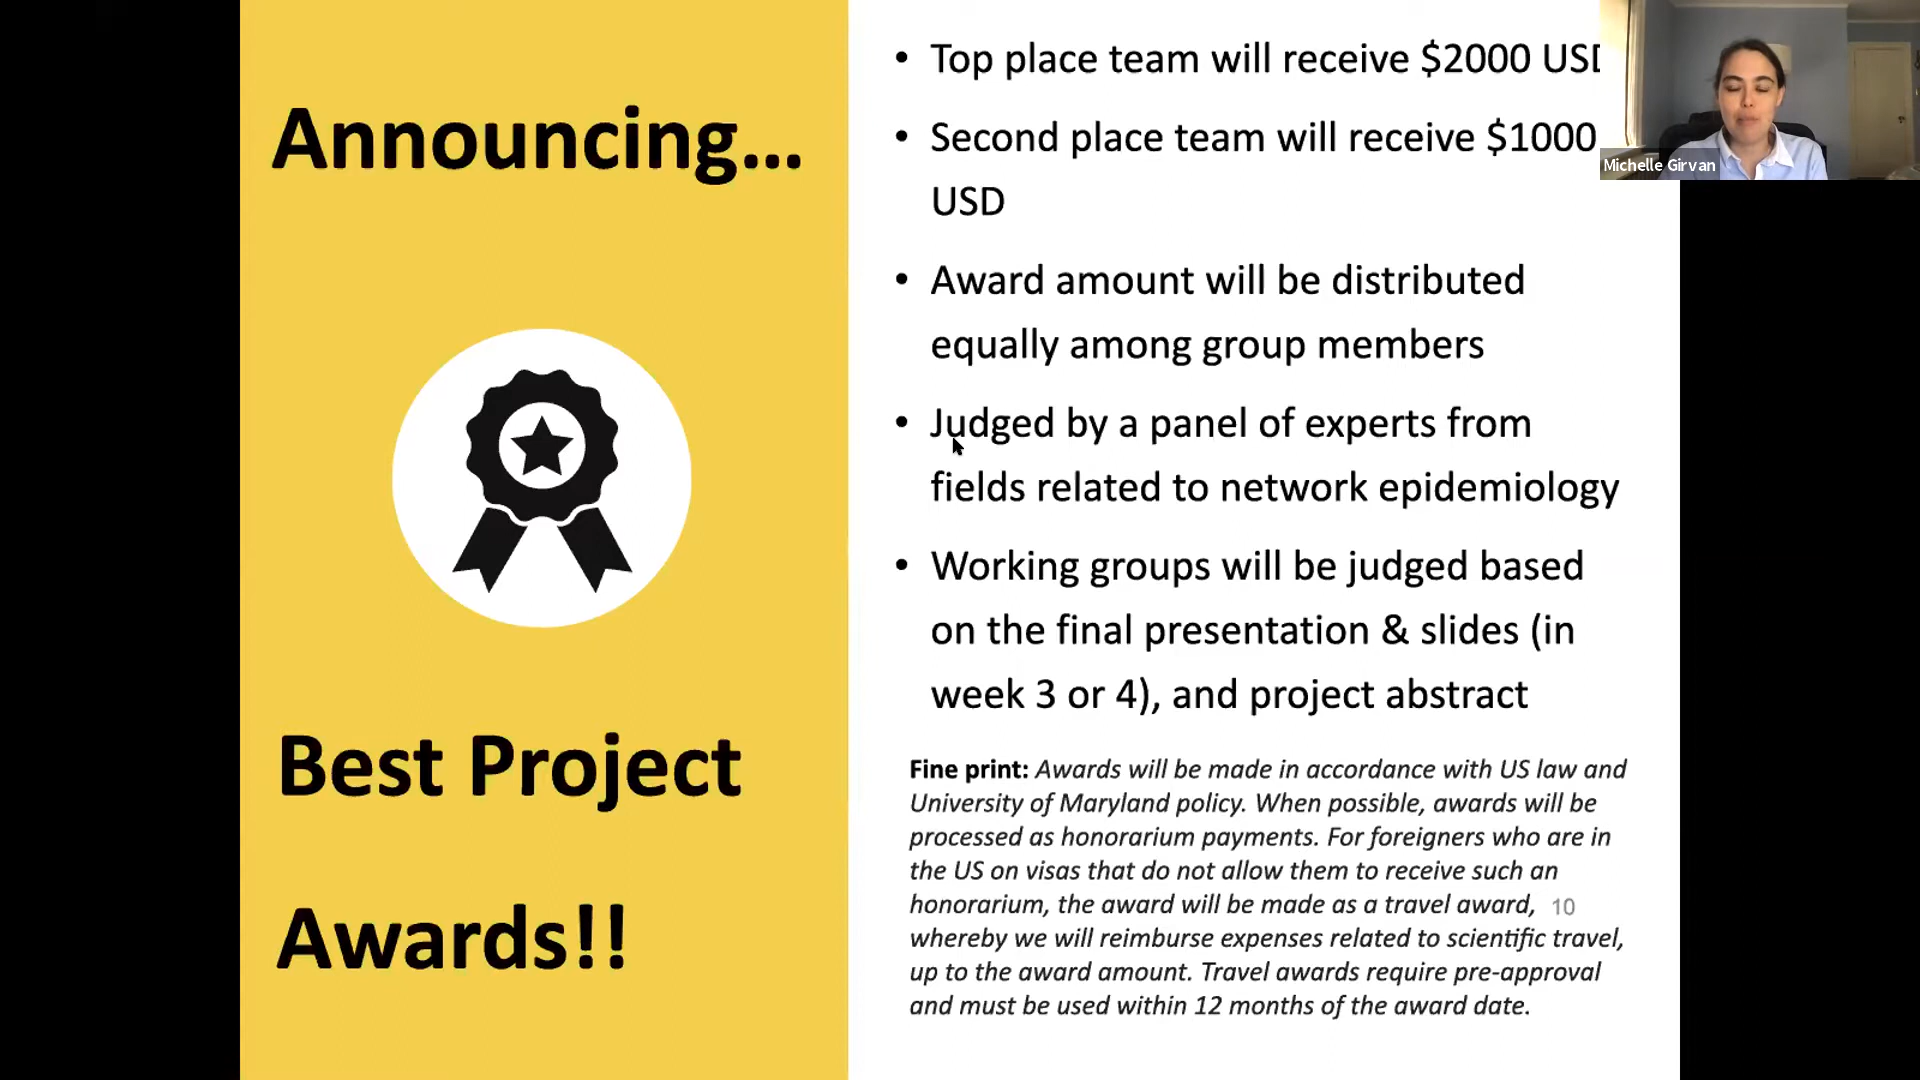 Announcing...
Best Project
Awards!!
• Top place team will receive $2000 USD
• Second place team will receive $1000
USD
• Award amount will be distributed
equally among group members
• Judged by a panel of experts from
fields related to network epidemiology
• Working groups will be judged based
on the final presentation & slides (in
week 3 or 4), and project abstract
Fine print: Awards will be made in accordance with US law and
University of Maryland policy. When possible, awards will be
processed as honorarium payments. For foreigners who are in
the US on visas that do not allow them to receive such an
honorarium, the award will be made as a travel award,
whereby we will reimburse expenses related to scientific travel,
up to the award amount. Travel awards require pre-approval
and must be used within 12 months of the award date.
10
Michelle Girvan